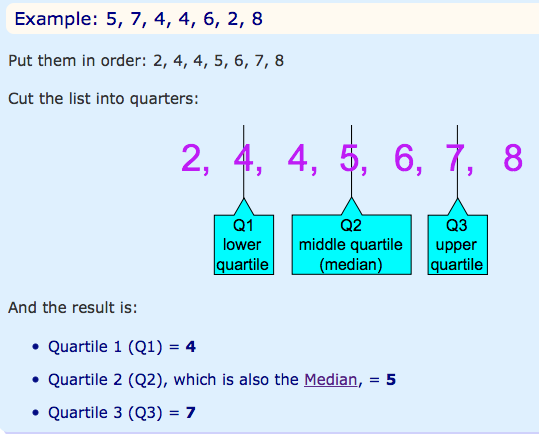 Example: 5, 7, 4, 4, 6, 2, 8
Put them in order: 2, 4, 4, 5, 6, 7, 8
Cut the list into quarters:
2, 4, 4, 5, 6, 7, 8
Q1
lower
quartile
Q2
middle quartile
(median)
Q3
upper
quartile
And the result is:
• Quartile 1 (Q1) = 4
• Quartile 2 (Q2), which is also the Median, = 5
• Quartile 3 (Q3) = 7